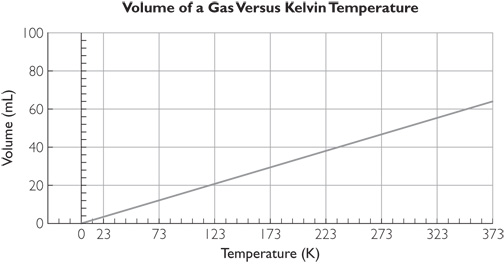 Volume of a Gas Versus Kelvin Temperature
100
80
60
40
20
0
Volume (mL)
0 23 73 123 173 223 273 323 373
Temperature (K)